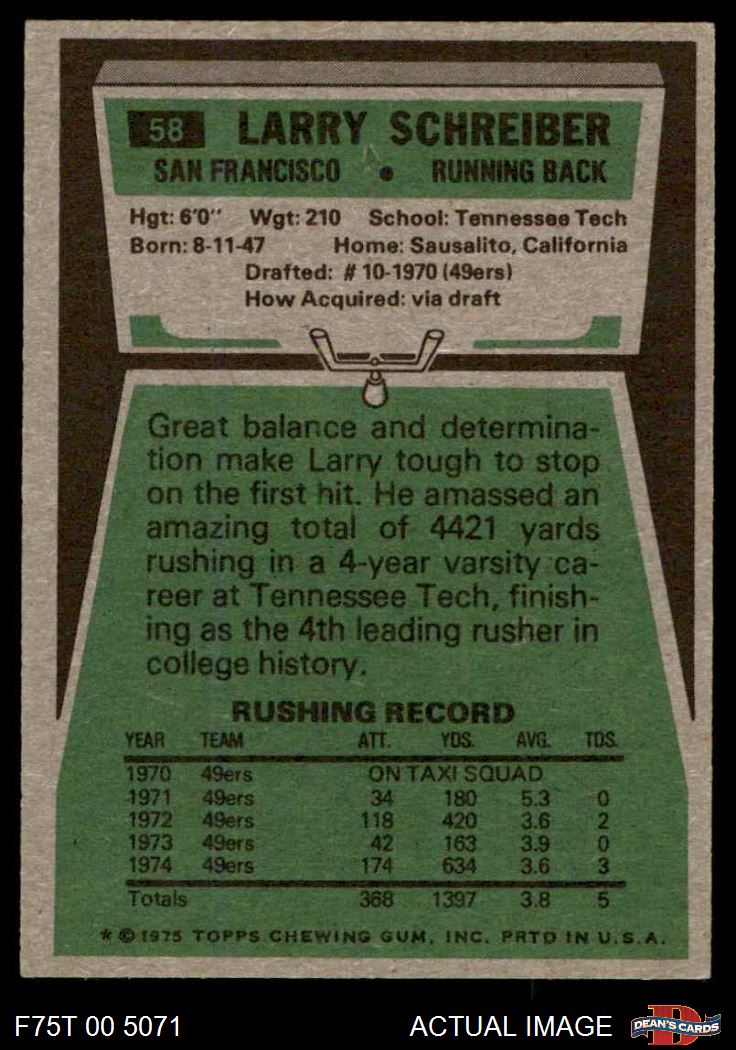 58 LARRY SCHREIBER
SAN FRANCISCO • RUNNING BACK
Hgt: 6'0" Wgt: 210 School: Tennessee Tech
Born: 8-11-47 Home: Sausalito, California
Drafted: # 10-1970 (49ers)
How Acquired: via draft
Great balance and determina-
tion make Larry tough to stop
on the first hit. He amassed an
amazing total of 4421 yards
rushing in a 4-year varsity ca-
reer at Tennessee Tech, finish-
ing as the 4th leading rusher in
college history.
RUSHING RECORD
YEAR TEAM ATT. YDS. AVG. TDS.
1970 49ers ON TAXI SQUAD
1971 49ers 34 180 5.3 0
1972 49ers 118 420 3.6 2
1973 49ers 42 163 3.9 0
1974 49ers 174 634 3.6 3
Totals 368 1397 3.8 5
* © 1975 TOPPS CHEWING GUM, INC. PRTD IN U.S.A.
F75T 00 5071 ACTUAL IMAGE D DEAN'S CARDS